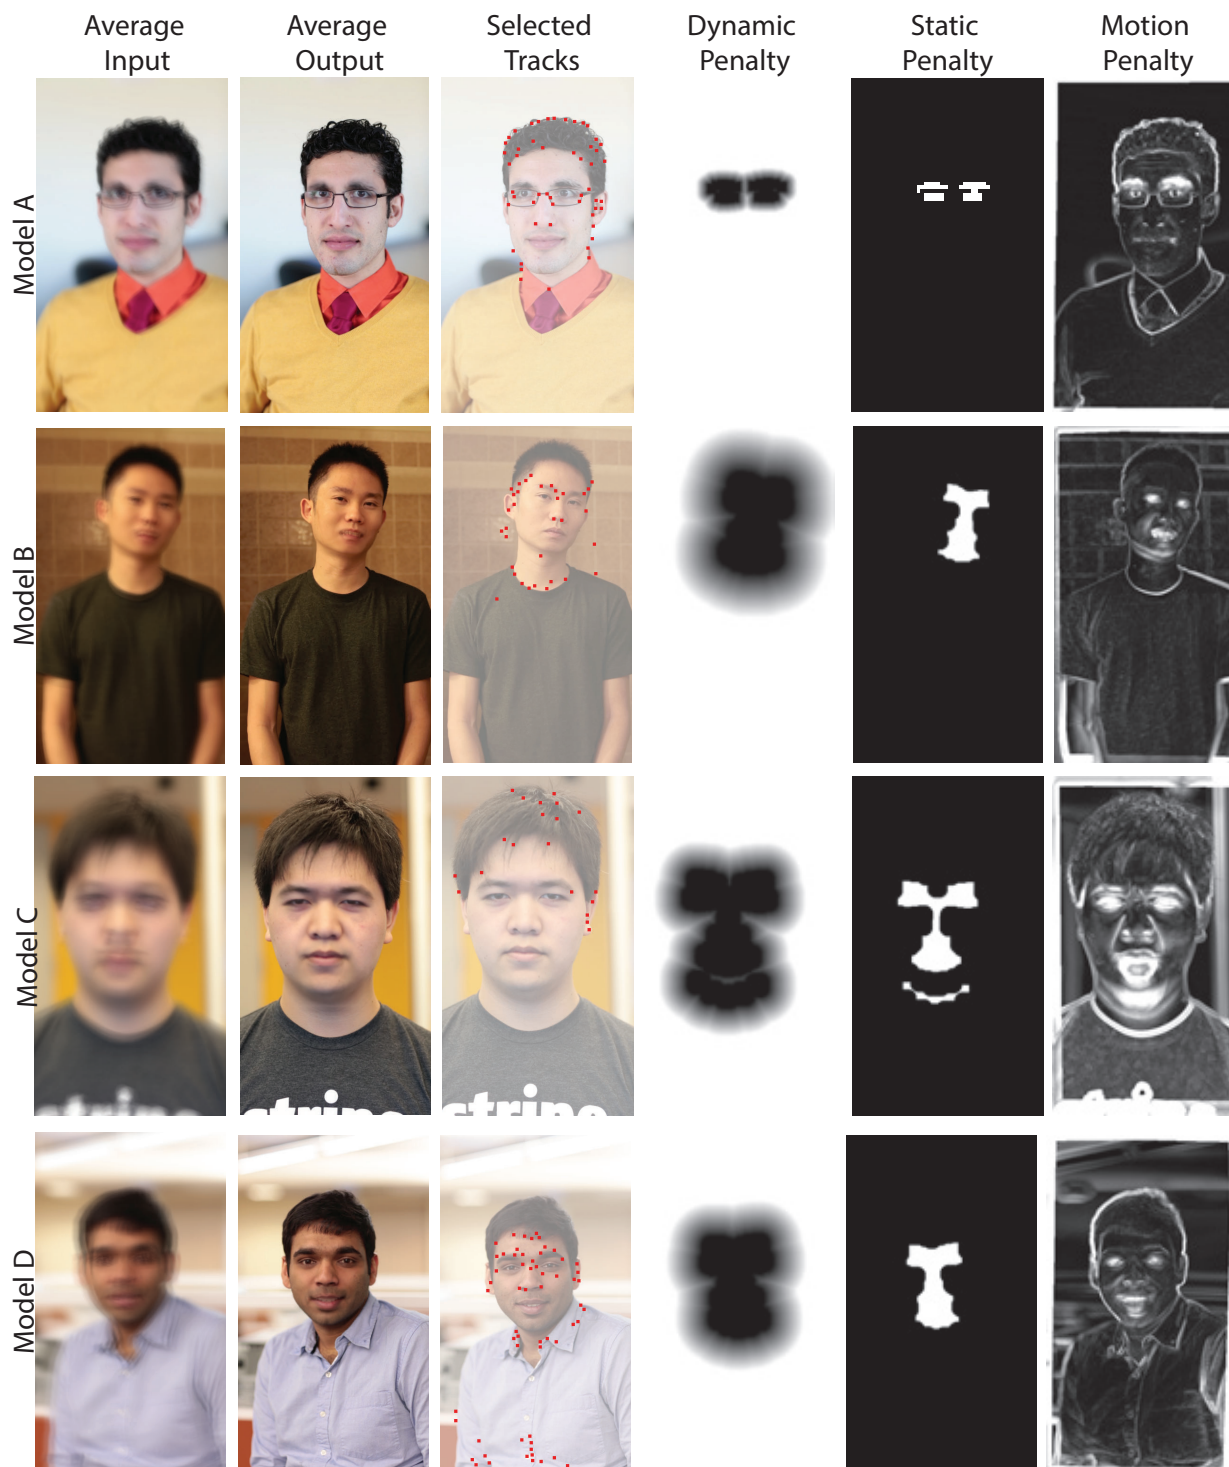 Average Input
Average Output
Selected Tracks
Dynamic Penalty
Static Penalty
Motion Penalty
Model A
Model B
Model C
Model D